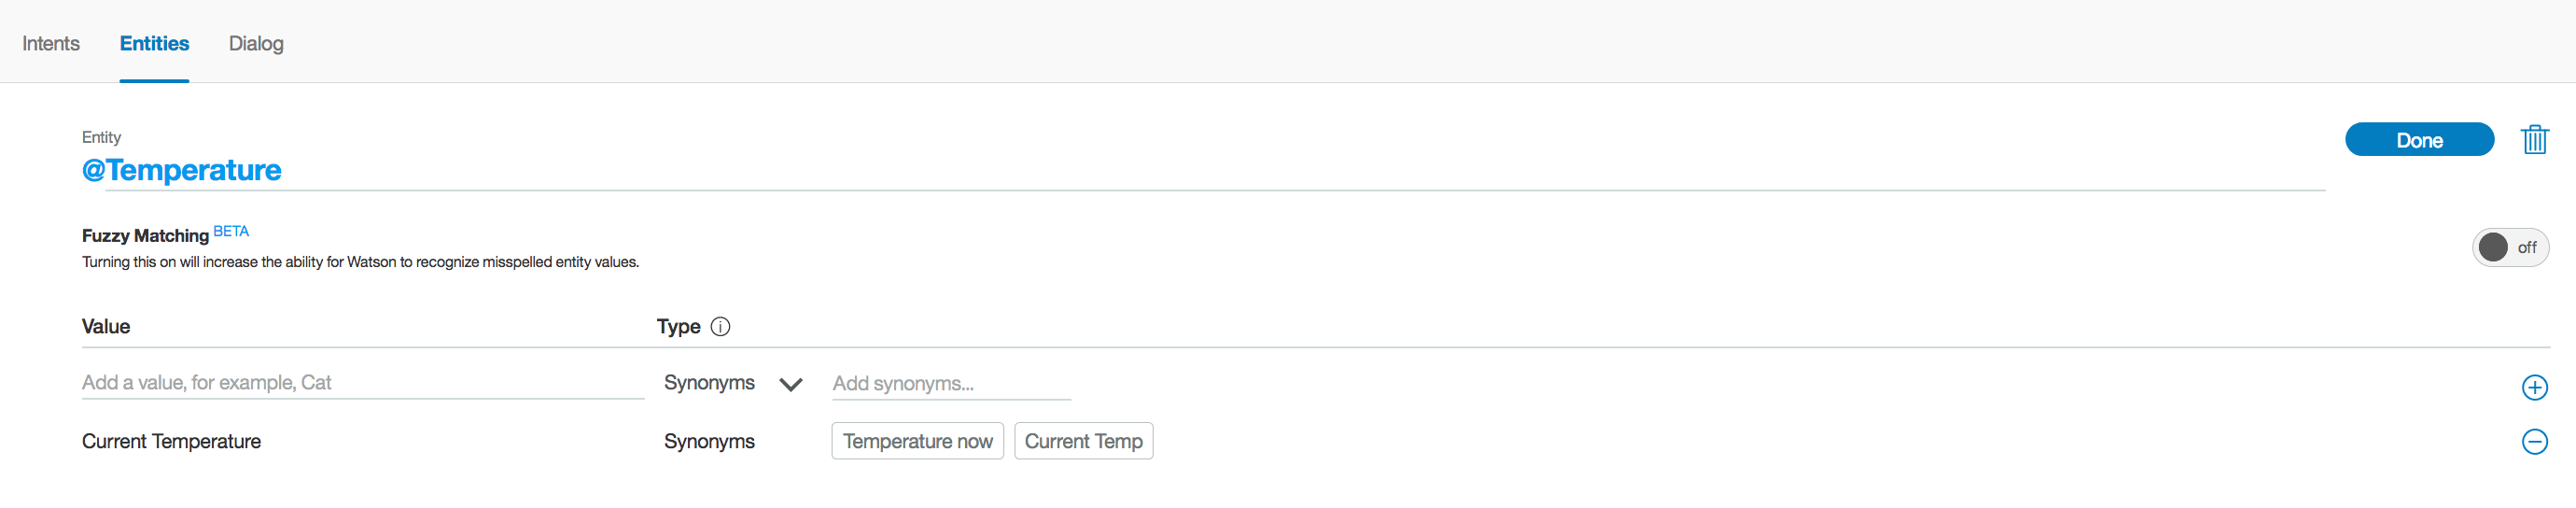 Intents Entities Dialog
Entity
@Temperature
Done
Fuzzy Matching BETA
Turning this on will increase the ability for Watson to recognize misspelled entity values.
off
Value Type
Add a value, for example, Cat Synonyms Add synonyms...
Current Temperature Synonyms Temperature now Current Temp